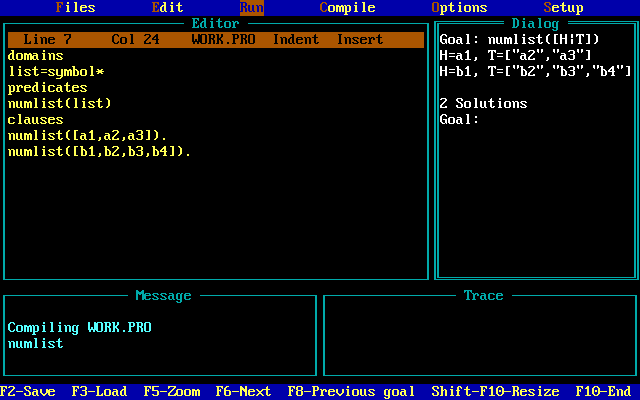 Files Edit Run Compile Options Setup
Editor
Line 7 Col 24 WORK.PRO Indent Insert
domains
list=symbol*
predicates
numlist(list)
clauses
numlist([a1,a2,a3]).
numlist([b1,b2,b3,b4]).
Dialog
Goal: numlist([H|T])
H=a1, T=["a2","a3"]
H=b1, T=["b2","b3","b4"]
2 Solutions
Goal:
Message
Compiling WORK.PRO
numlist
Trace
F2-Save F3-Load F5-Zoom F6-Next F8-Previous goal Shift-F10-Resize F10-End